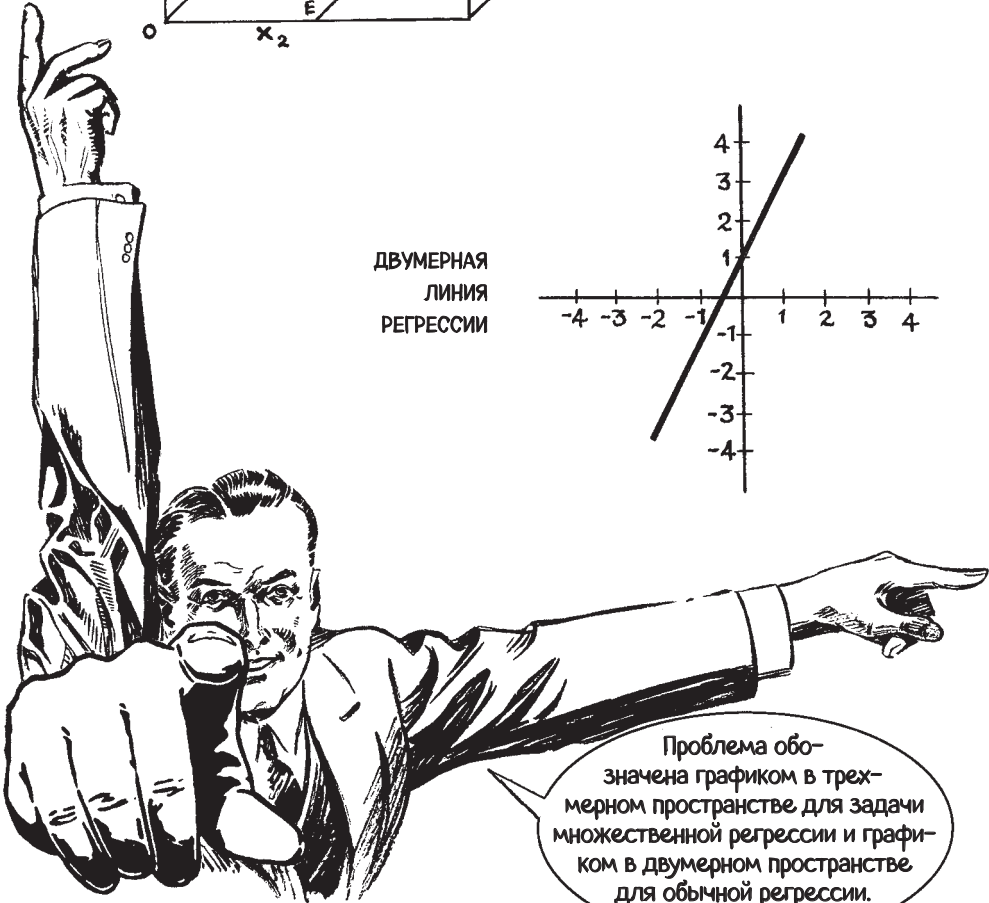 E
O
x₂
4
3
2
1
-4 -3 -2 -1 1 2 3 4
-1
-2
-3
-4
ДВУМЕРНАЯ
ЛИНИЯ
РЕГРЕССИИ
Проблема обо-
значена графиком в трех-
мерном пространстве для задачи
множественной регрессии и графи-
ком в двумерном пространстве
для обычной регрессии.